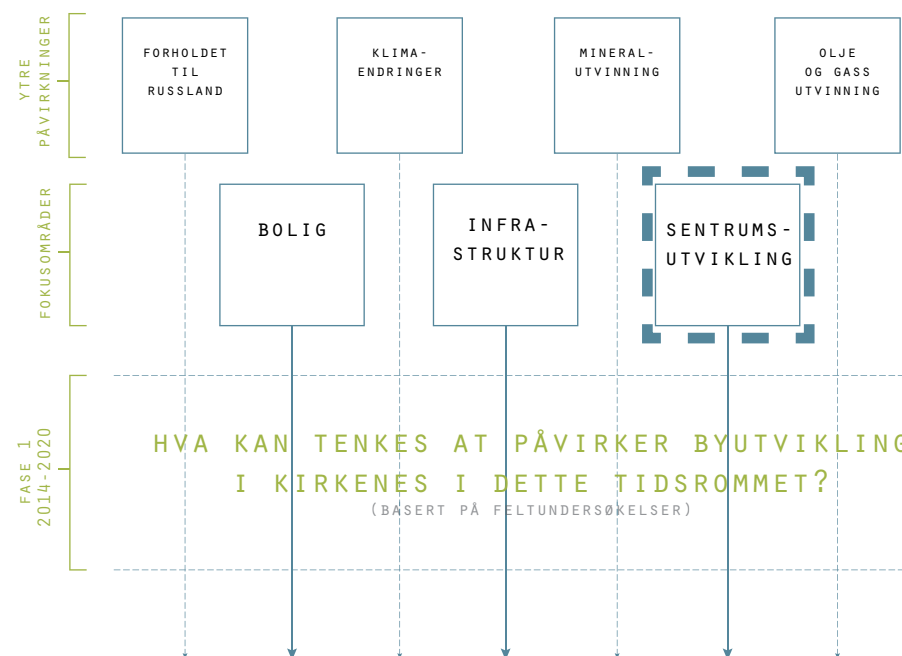 YTRE
PÅVIRKNINGER
FORHOLDET
TIL
RUSSLAND
KLIMA-
ENDRINGER
MINERAL-
UTVINNING
OLJE
OG GASS
UTVINNING
FOKUSOMRÅDER
BOLIG
INFRA-
STRUKTUR
SENTRUMS-
UTVIKLING
FASE 1
2014-2020
HVA KAN TENKES AT PÅVIRKER BYUTVIKLING
I KIRKENES I DETTE TIDSROMMET?
(BASERT PÅ FELTUNDERSØKELSER)